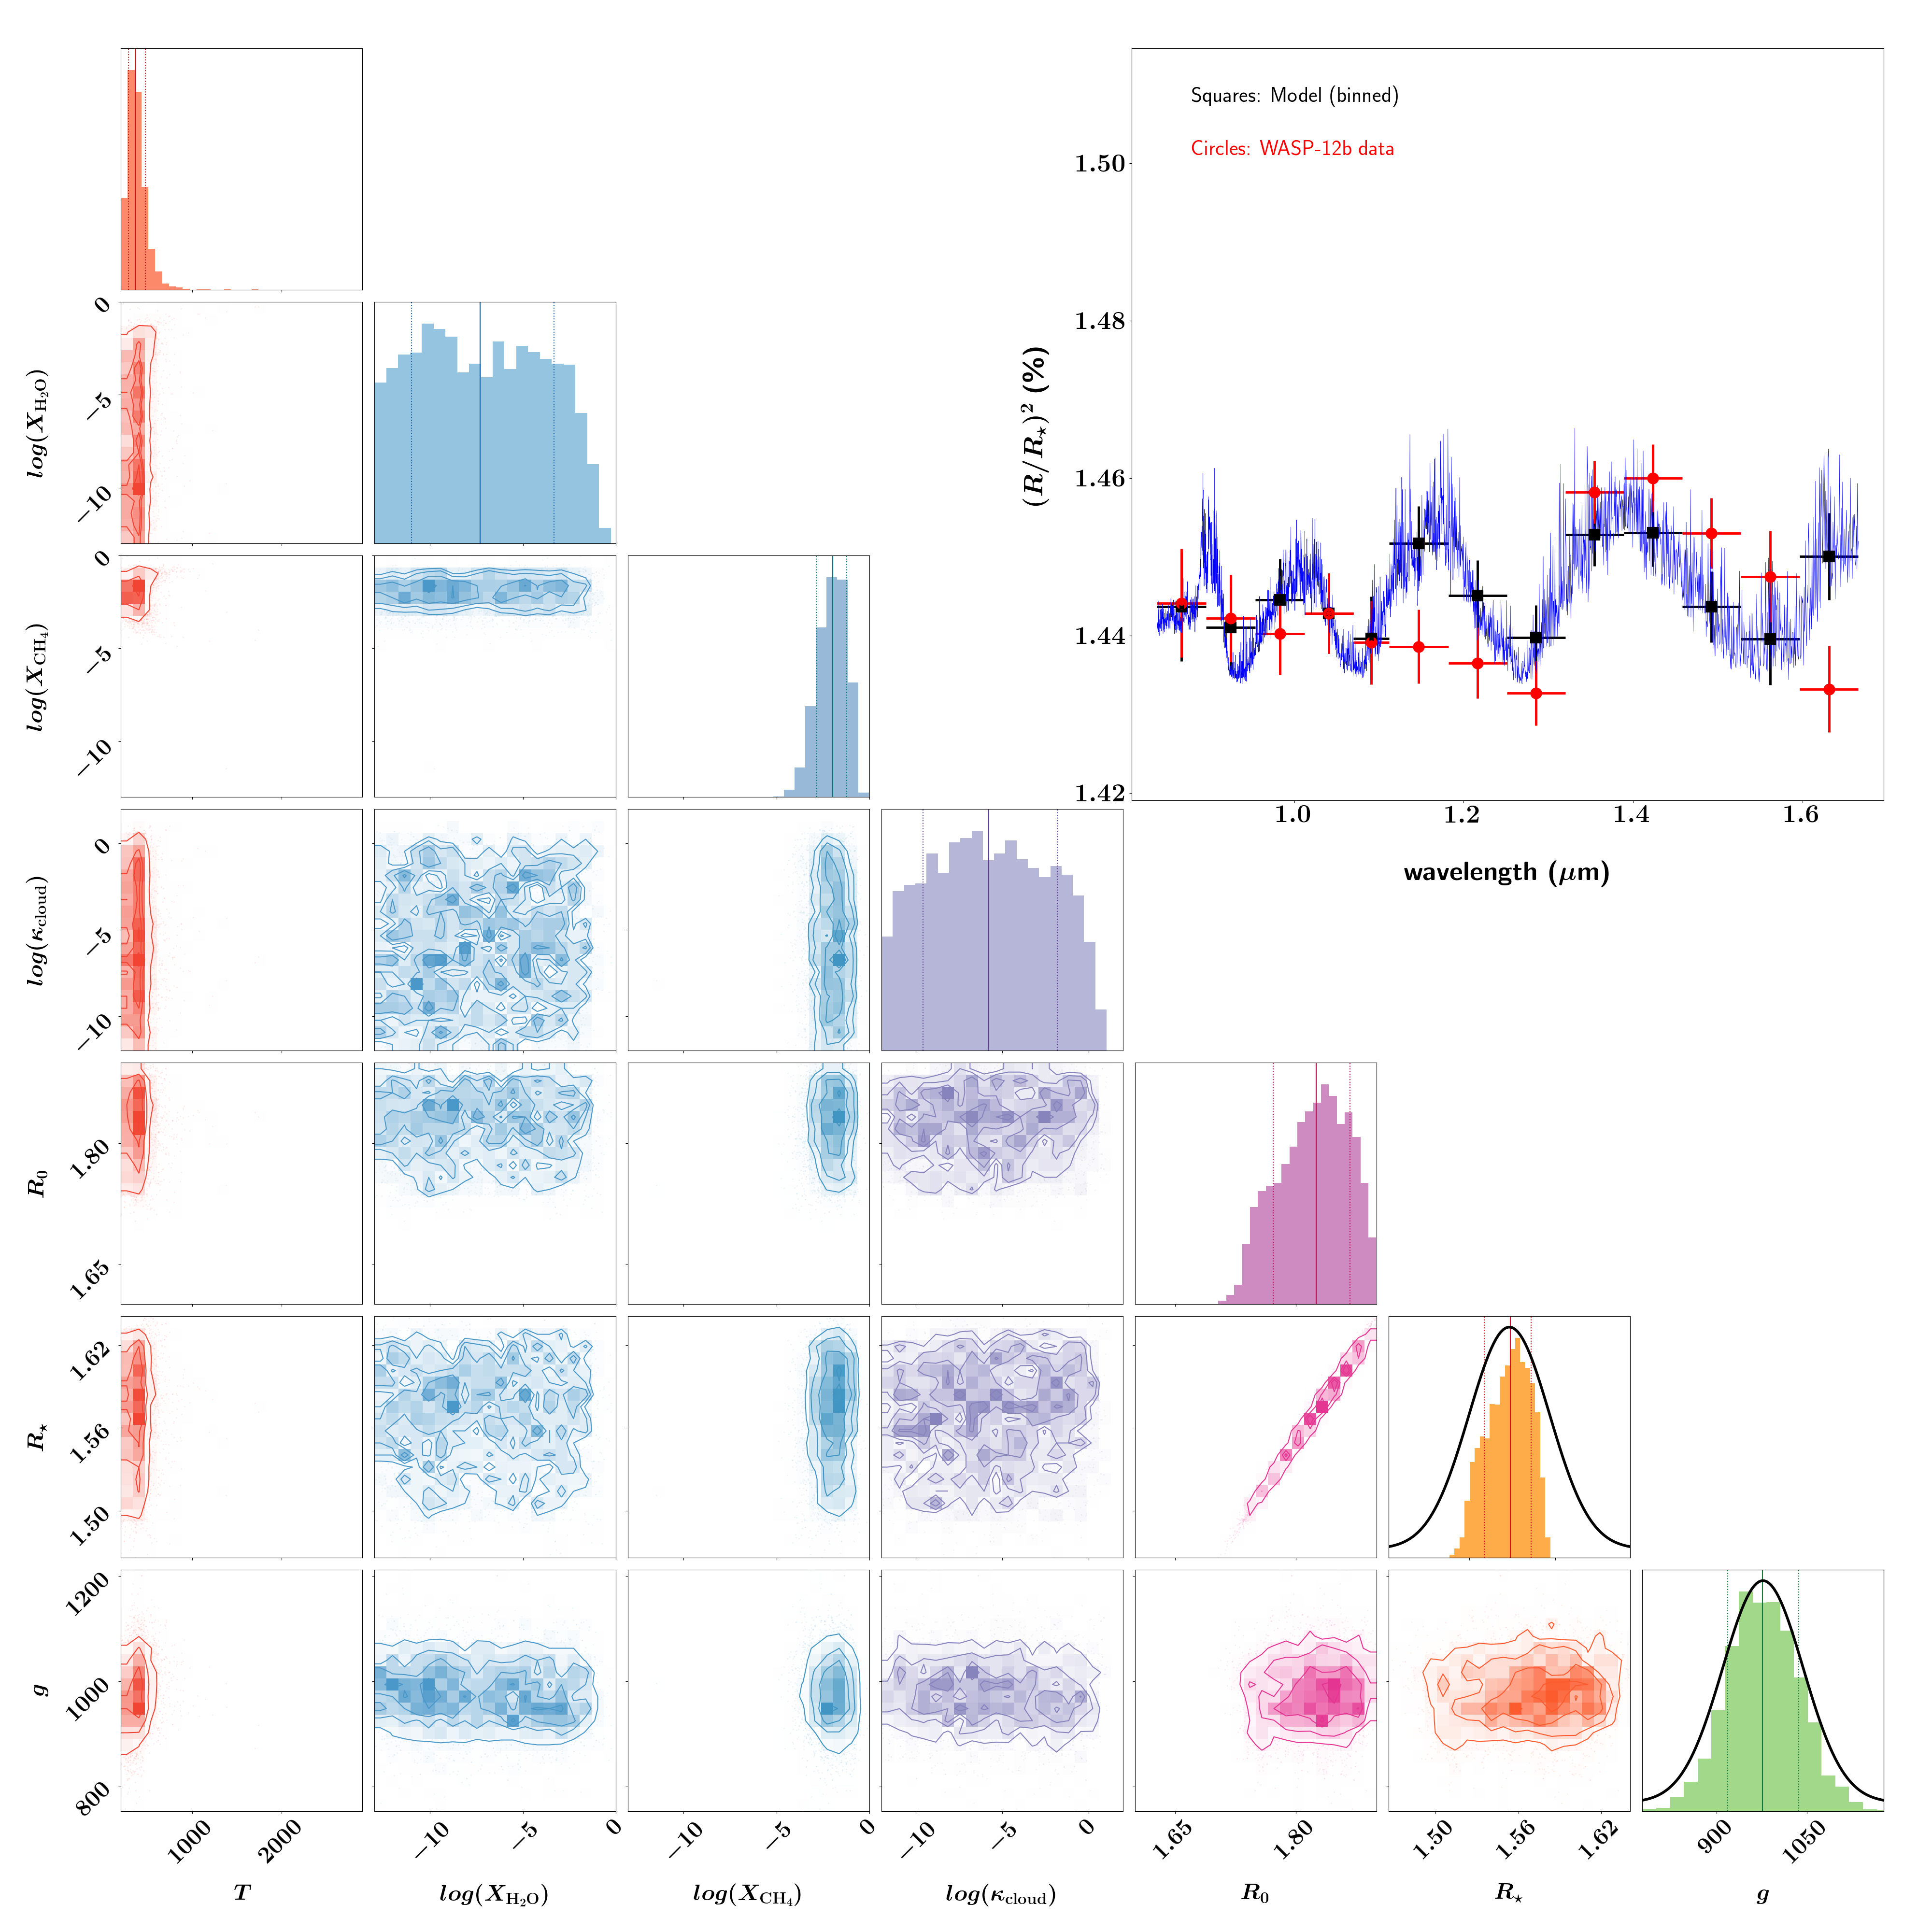 Squares: Model (binned)
Circles: WASP-12b data
1.50
1.48
1.46
1.44
1.42
(R/R⋆)² (%)
1.0 1.2 1.4 1.6
wavelength (μm)
0
−5
−10
log(X_H₂O)
0
−5
−10
log(X_CH₄)
0
−5
−10
log(κ_cloud)
1.80
1.65
R₀
1.62
1.56
1.50
R⋆
1200
1000
800
g
1000 2000 −10 −5 0 −10 −5 0 −10 −5 0 1.65 1.80 1.50 1.56 1.62 900 1050
T log(X_H₂O) log(X_CH₄) log(κ_cloud) R₀ R⋆ g